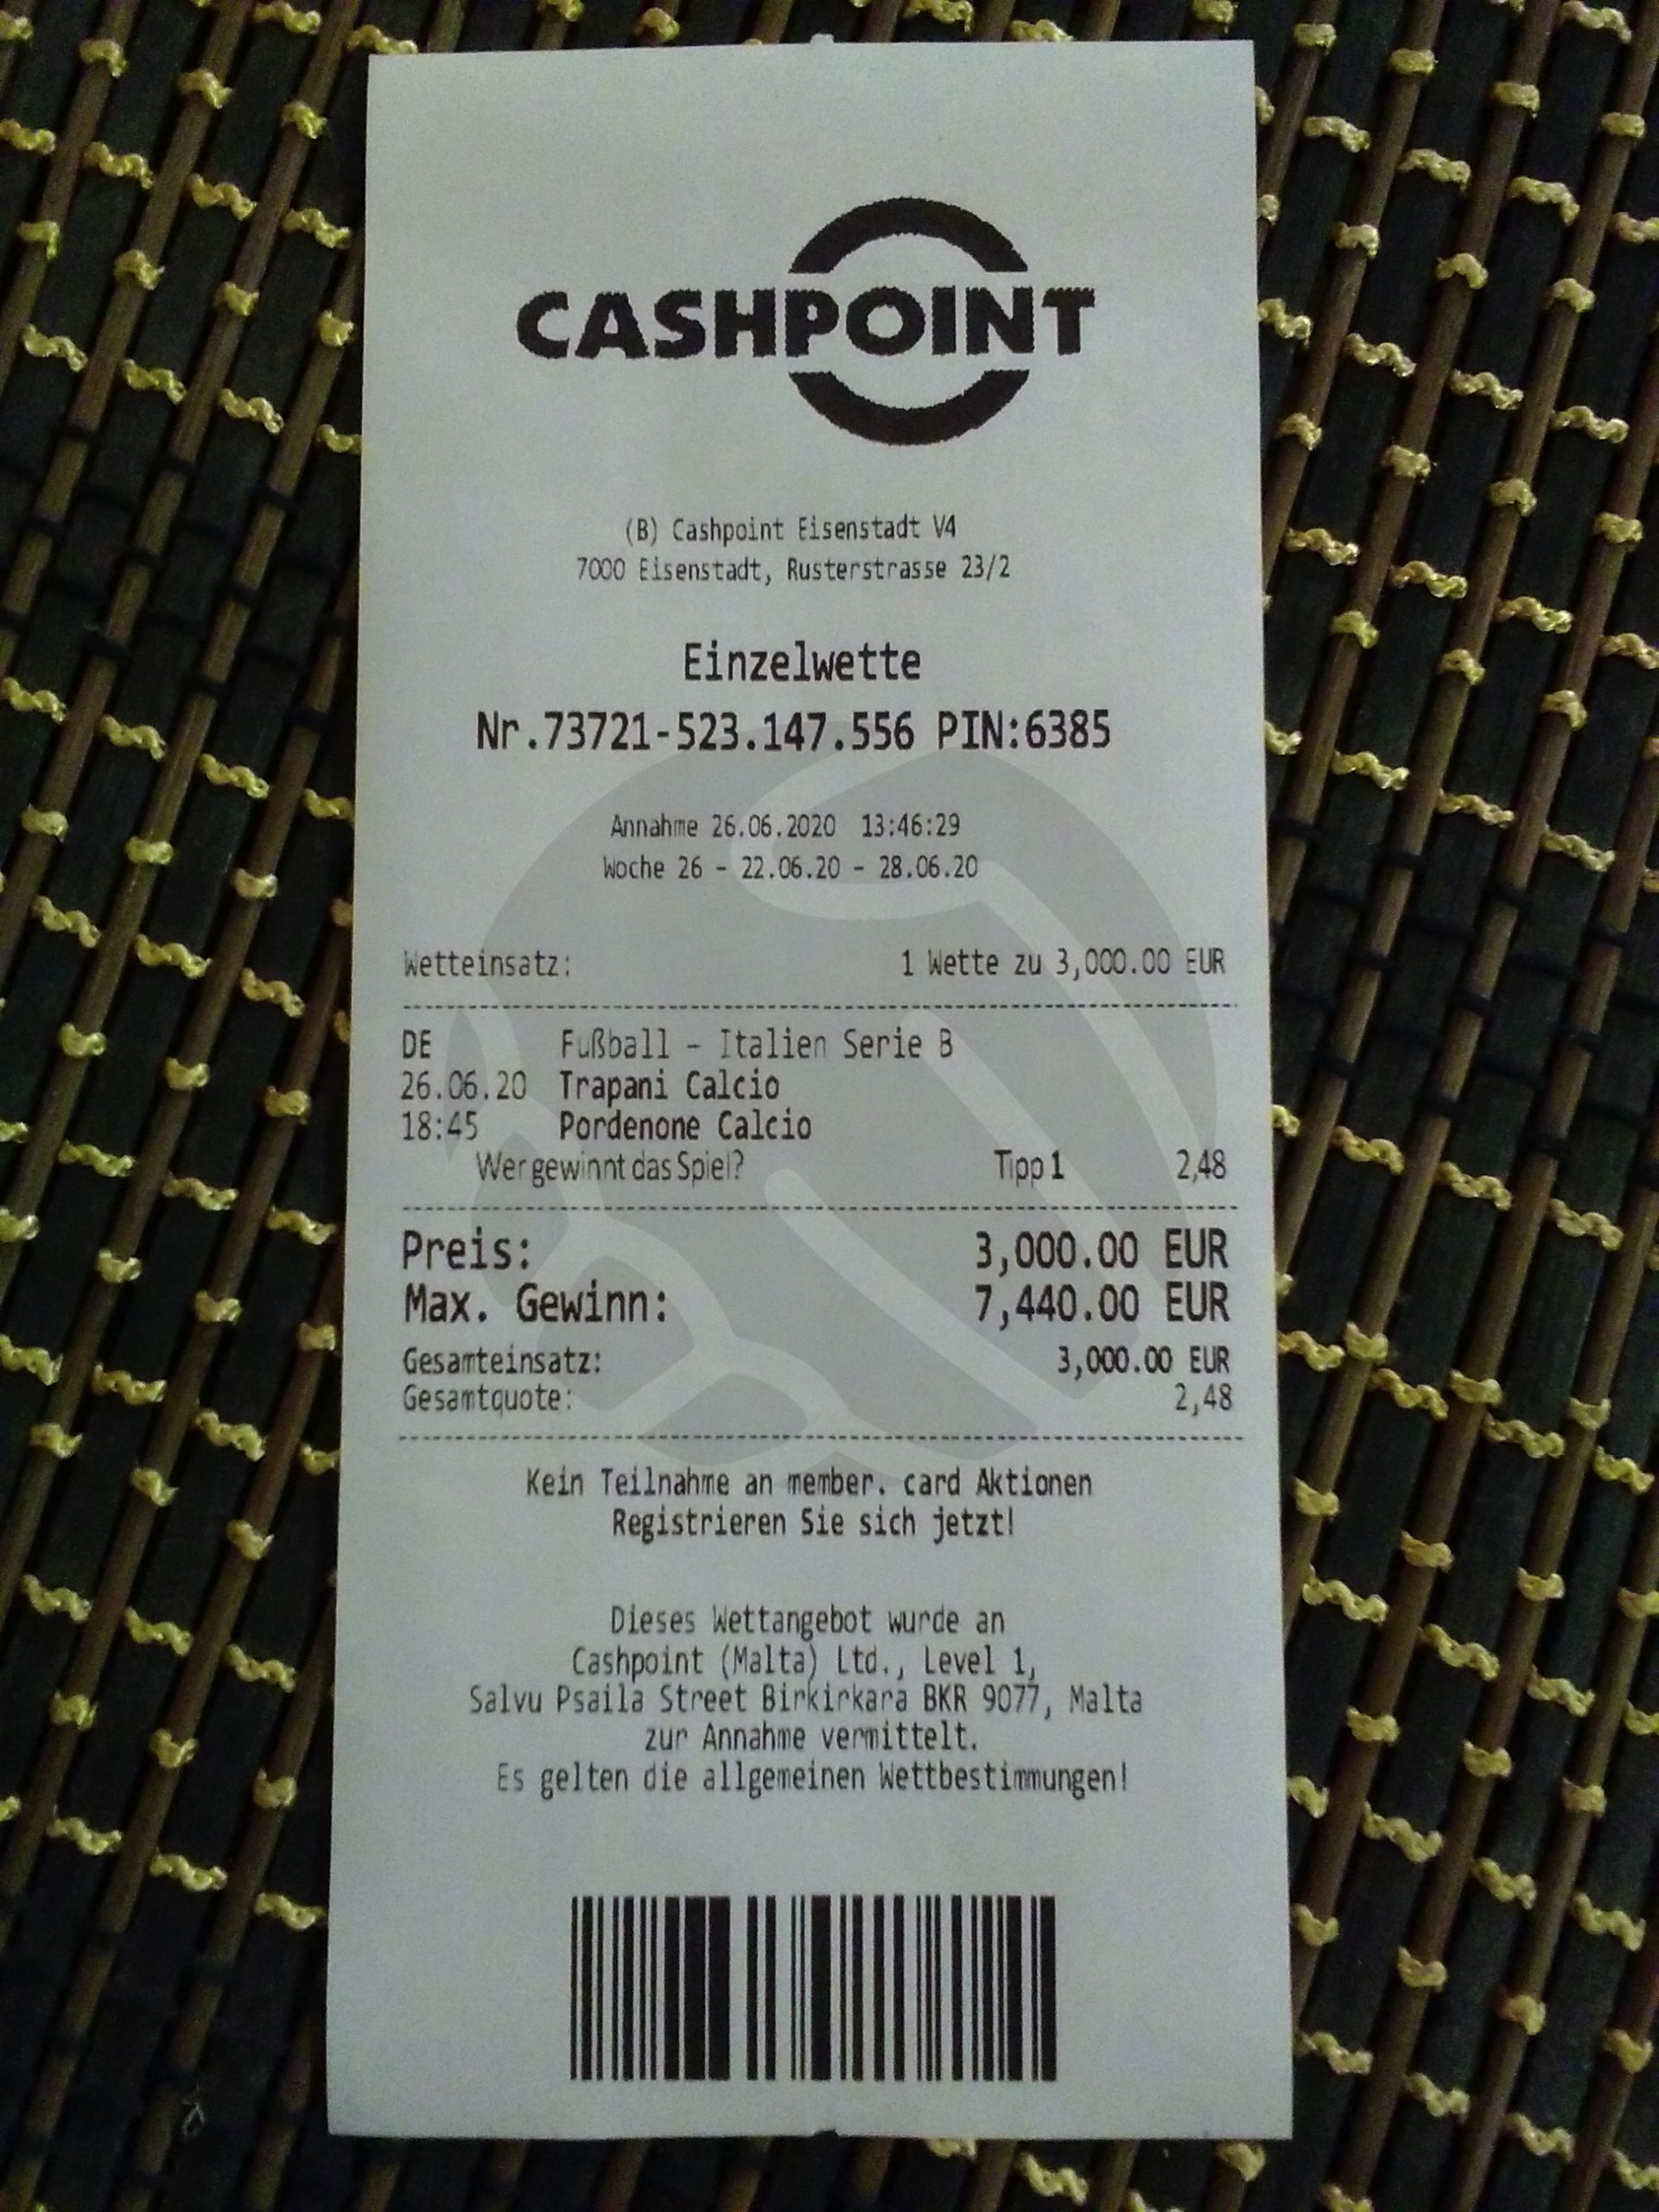 CASHPOINT
(B) Cashpoint Eisenstadt V4
7000 Eisenstadt, Rusterstrasse 23/2
Einzelwette
Nr.73721-523.147.556 PIN:6385
Annahme 26.06.2020 13:46:29
Woche 26 - 22.06.20 - 28.06.20
Wetteinsatz: 1 Wette zu 3,000.00 EUR
DE Fußball - Italien Serie B
26.06.20 Trapani Calcio
18:45 Pordenone Calcio
Wer gewinnt das Spiel? Tipp 1 2,48
Preis: 3,000.00 EUR
Max. Gewinn: 7,440.00 EUR
Gesamteinsatz: 3,000.00 EUR
Gesamtquote: 2,48
Kein Teilnahme an member. card Aktionen
Registrieren Sie sich jetzt!
Dieses Wettangebot wurde an
Cashpoint (Malta) Ltd., Level 1,
Salvu Psaila Street Birkirkara BKR 9077, Malta
zur Annahme vermittelt.
Es gelten die allgemeinen Wettbestimmungen!